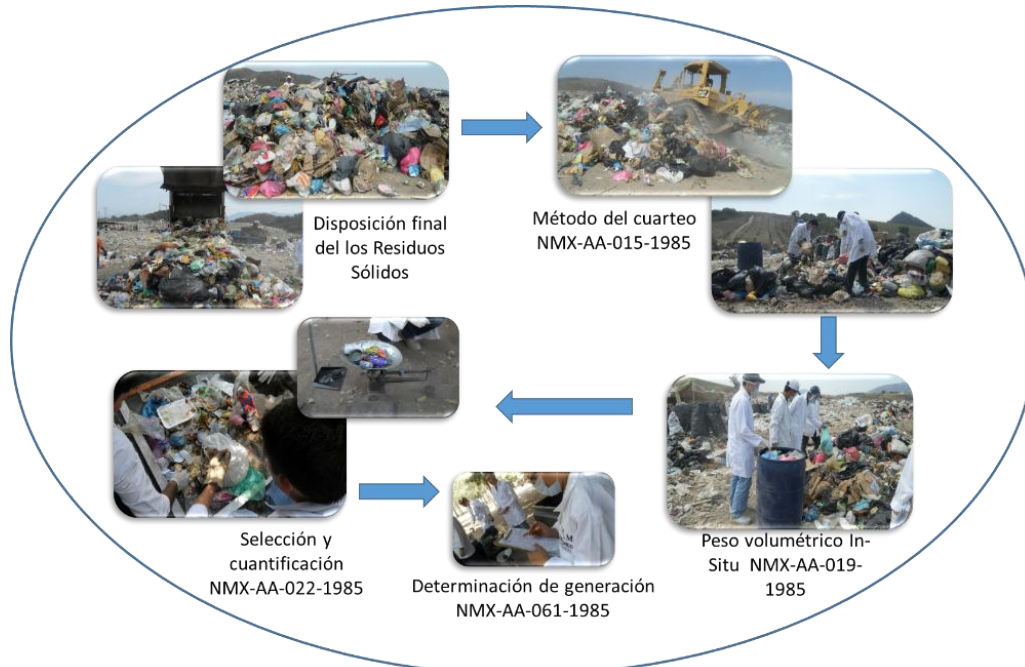 Disposición final
del los Residuos
Sólidos
Método del cuarteo
NMX-AA-015-1985
Peso volumétrico In-
Situ NMX-AA-019-
1985
Selección y
cuantificación
NMX-AA-022-1985
Determinación de generación
NMX-AA-061-1985